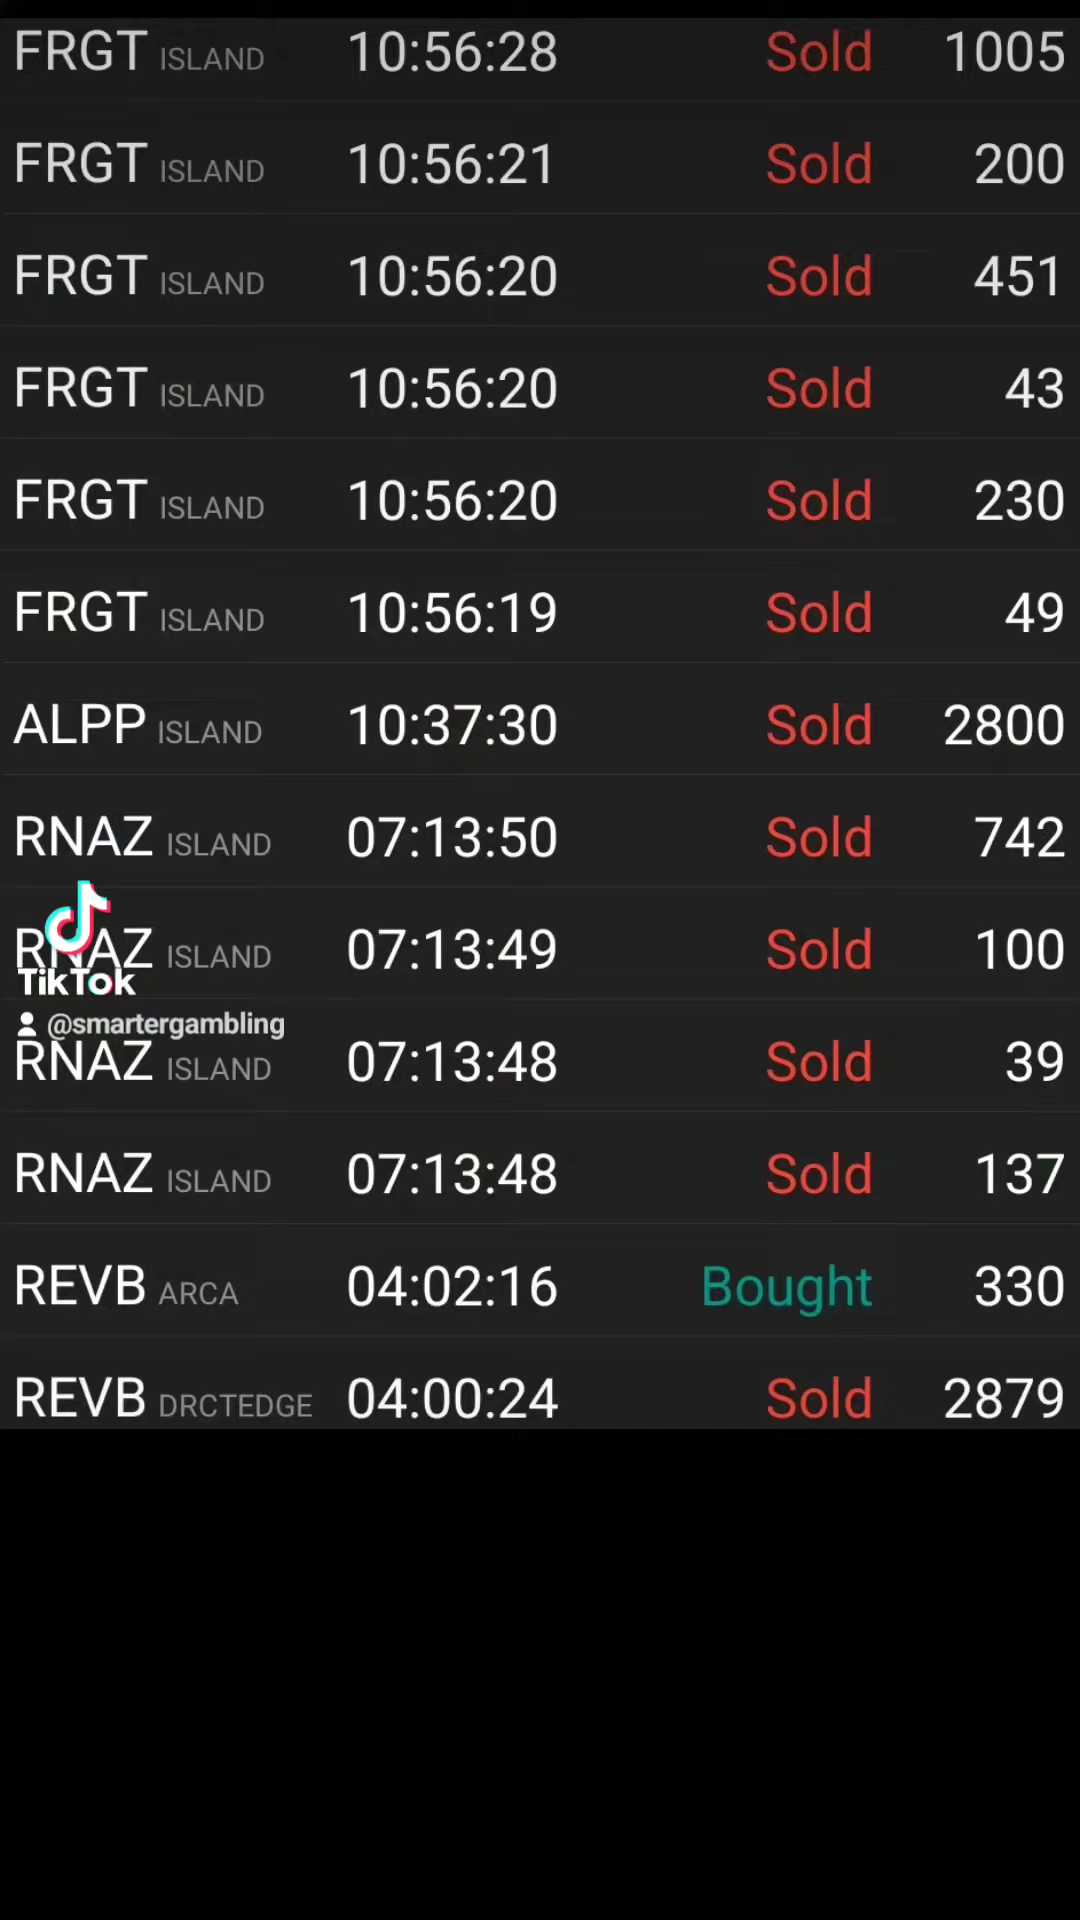 FRGT ISLAND 10:56:28 Sold 1005
FRGT ISLAND 10:56:21 Sold 200
FRGT ISLAND 10:56:20 Sold 451
FRGT ISLAND 10:56:20 Sold 43
FRGT ISLAND 10:56:20 Sold 230
FRGT ISLAND 10:56:19 Sold 49
ALPP ISLAND 10:37:30 Sold 2800
RNAZ ISLAND 07:13:50 Sold 742
RNAZ ISLAND 07:13:49 Sold 100
TikTok
@smartergambling
RNAZ ISLAND 07:13:48 Sold 39
RNAZ ISLAND 07:13:48 Sold 137
REVB ARCA 04:02:16 Bought 330
REVB DRCTEDGE 04:00:24 Sold 2879